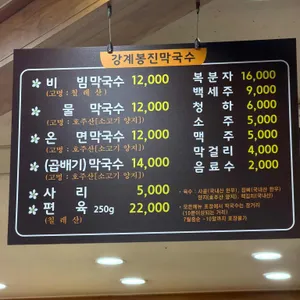 강계봉진막국수
비 빔막국수 12,000
(고명 : 칠레산)
물 막국수 12,000
(고명 : 호주산[소고기 양지])
온 면막국수 12,000
(고명 : 호주산[소고기 양지])
(곱배기)막국수 14,000
(고명 : 호주산[소고기 양지])
사 리 5,000
편 육 250g 22,000
(칠레산)
복분자 16,000
백세주 9,000
청 하 6,000
소 주 5,000
맥 주 5,000
막걸리 4,000
음료수 2,000